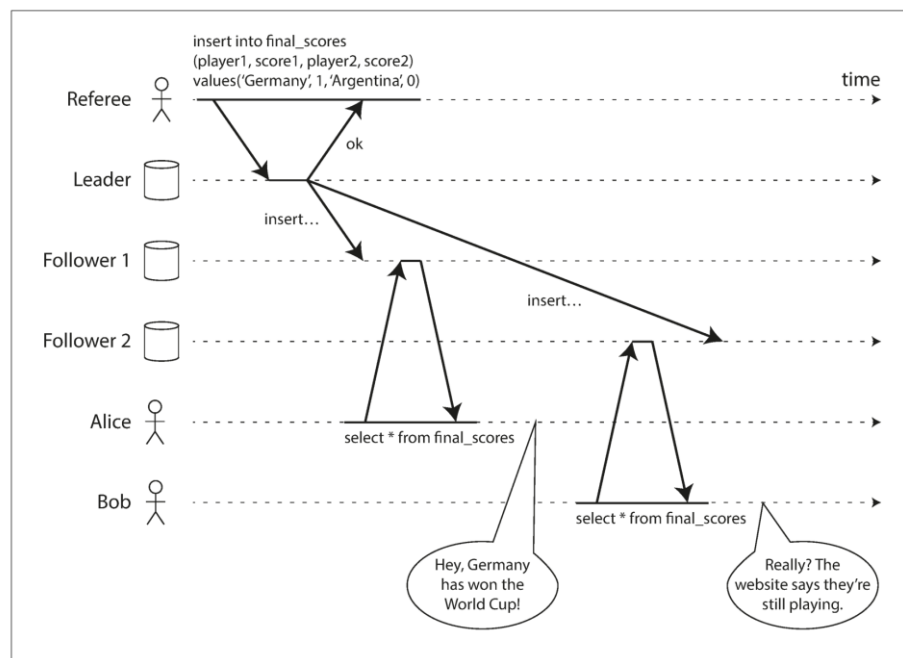 insert into final_scores
(player1, score1, player2, score2)
values(‘Germany’, 1, ‘Argentina’, 0)
time
Referee
ok
Leader
insert…
Follower 1
insert…
Follower 2
Alice
select * from final_scores
Bob
select * from final_scores
Hey, Germany
has won the
World Cup!
Really? The
website says they’re
still playing.